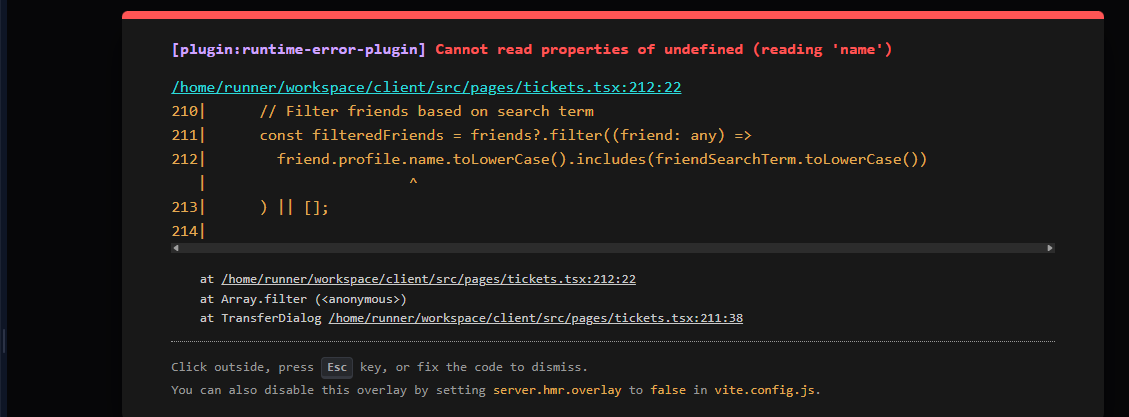 [plugin:runtime-error-plugin] Cannot read properties of undefined (reading 'name')
/home/runner/workspace/client/src/pages/tickets.tsx:212:22
210|      // Filter friends based on search term
211|      const filteredFriends = friends?.filter((friend: any) =>
212|        friend.profile.name.toLowerCase().includes(friendSearchTerm.toLowerCase())
   |                        ^
213|      ) || [];
214|
at /home/runner/workspace/client/src/pages/tickets.tsx:212:22
at Array.filter (<anonymous>)
at TransferDialog /home/runner/workspace/client/src/pages/tickets.tsx:211:38
Click outside, press Esc key, or fix the code to dismiss.
You can also disable this overlay by setting server.hmr.overlay to false in vite.config.js.